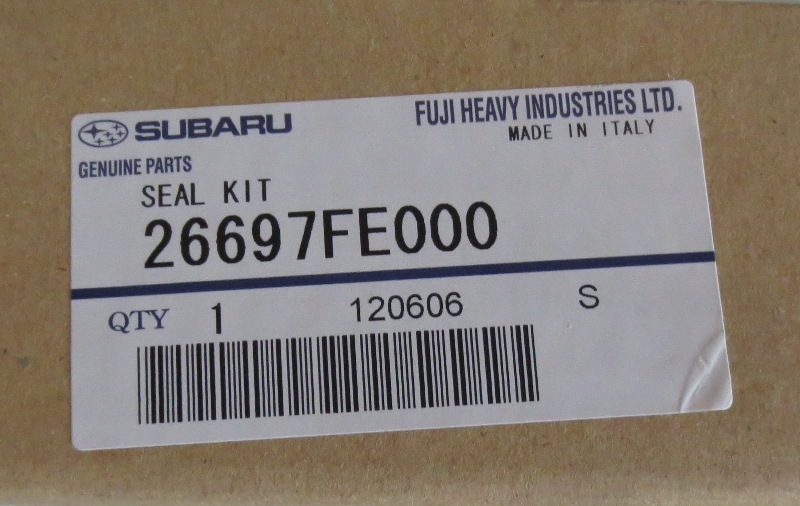 SUBARU
FUJI HEAVY INDUSTRIES LTD.
MADE IN ITALY
GENUINE PARTS
SEAL KIT
26697FE000
QTY 1 120606 S